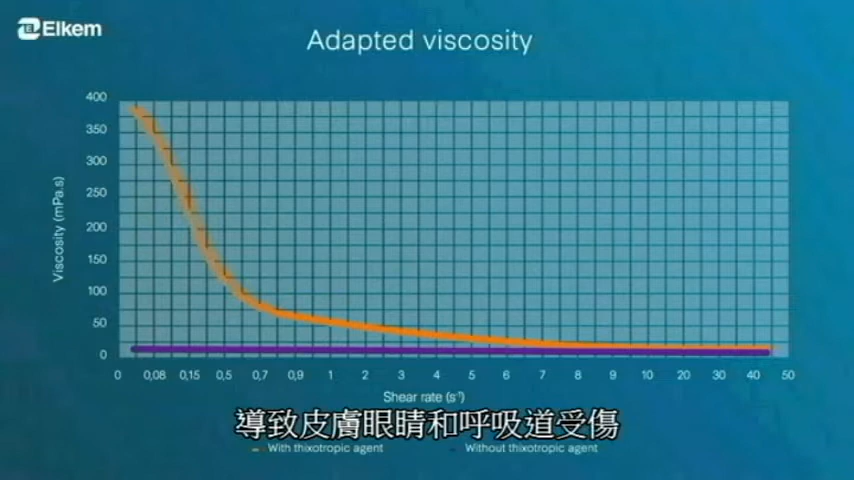 Elkem
Adapted viscosity
400
350
300
250
200
150
100
50
0
Viscosity (mPa.s)
0 0,08 0,15 0,5 0,7 0,9 1 2 3 4 5 6 7 8 9 10 20 30 40 50
Shear rate (s⁻¹)
導致皮膚眼睛和呼吸道受傷
With thixotropic agent Without thixotropic agent